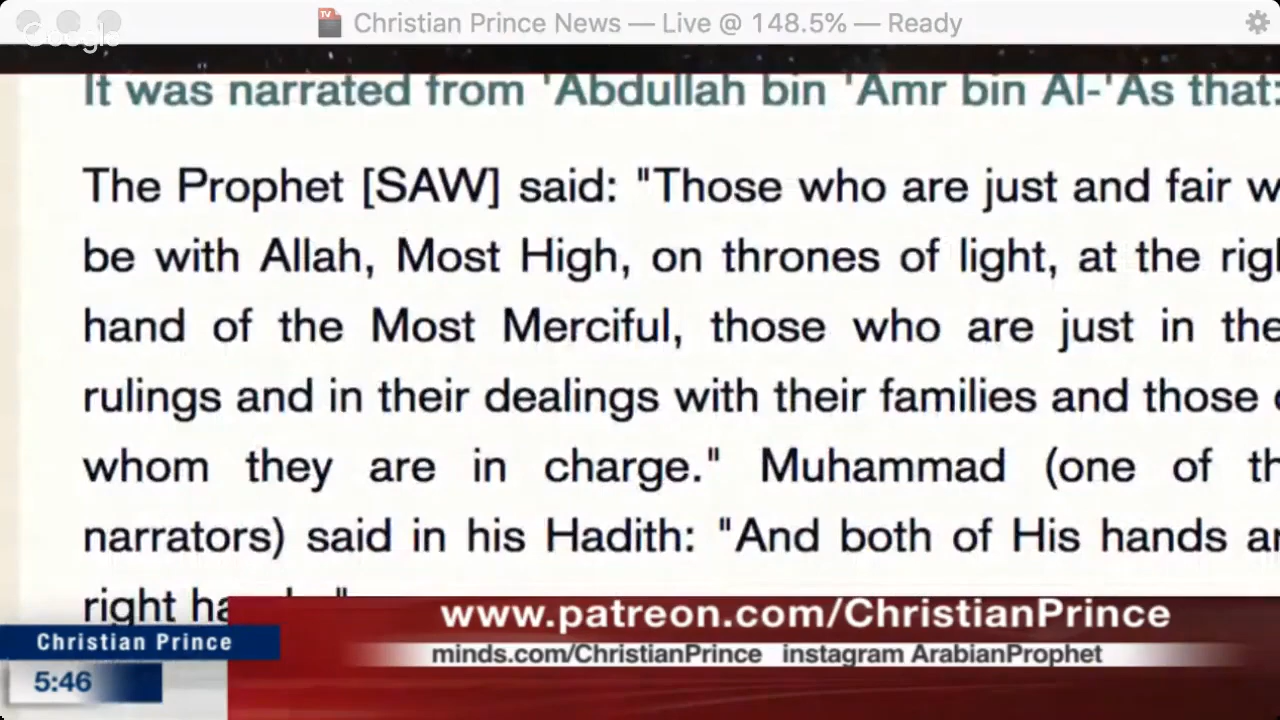 Google
Christian Prince News — Live @ 148.5% — Ready
It was narrated from 'Abdullah bin 'Amr bin Al-'As that:
The Prophet [SAW] said: "Those who are just and fair
be with Allah, Most High, on thrones of light, at the
hand of the Most Merciful, those who are just in
rulings and in their dealings with their families and those
whom they are in charge." Muhammad (one of
narrators) said in his Hadith: "And both of His hands
right
www.patreon.com/ChristianPrince
Christian Prince
minds.com/ChristianPrince instagram ArabianProphet
5:46